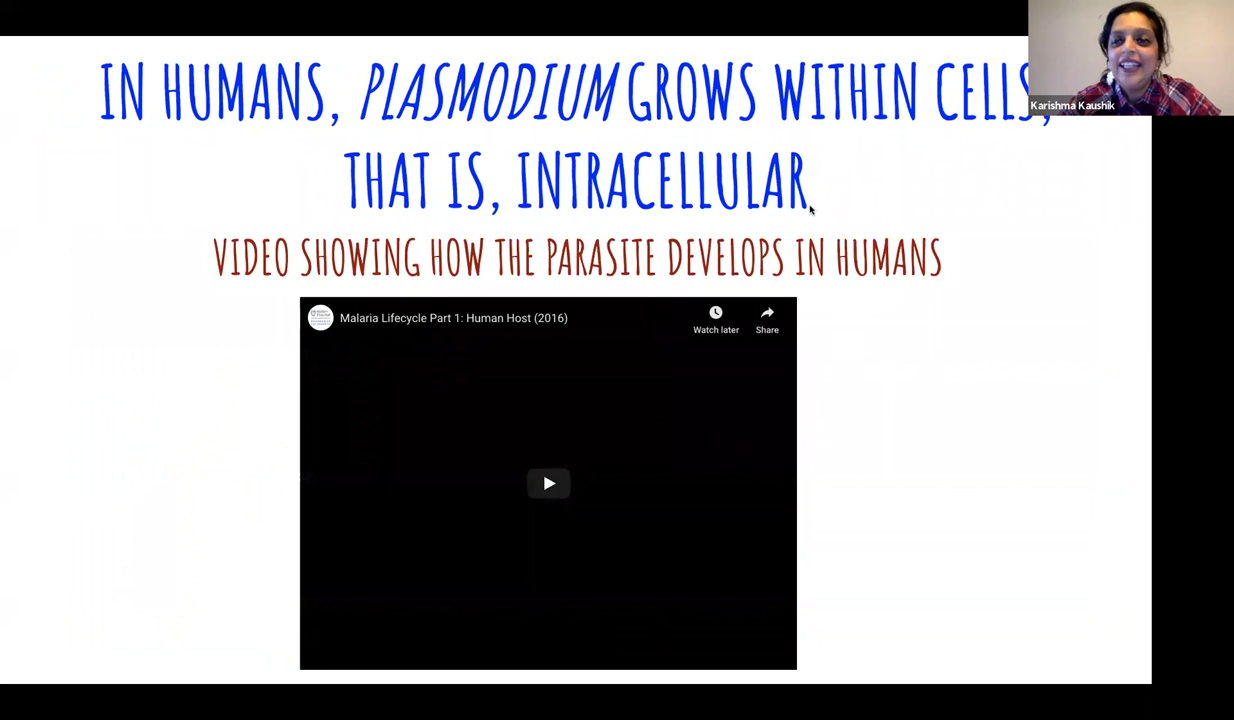 IN HUMANS, PLASMODIUM GROWS WITHIN CELLS,
THAT IS, INTRACELLULAR
VIDEO SHOWING HOW THE PARASITE DEVELOPS IN HUMANS
Karishma Kaushik
Malaria Lifecycle Part 1: Human Host (2016)
Watch later
Share